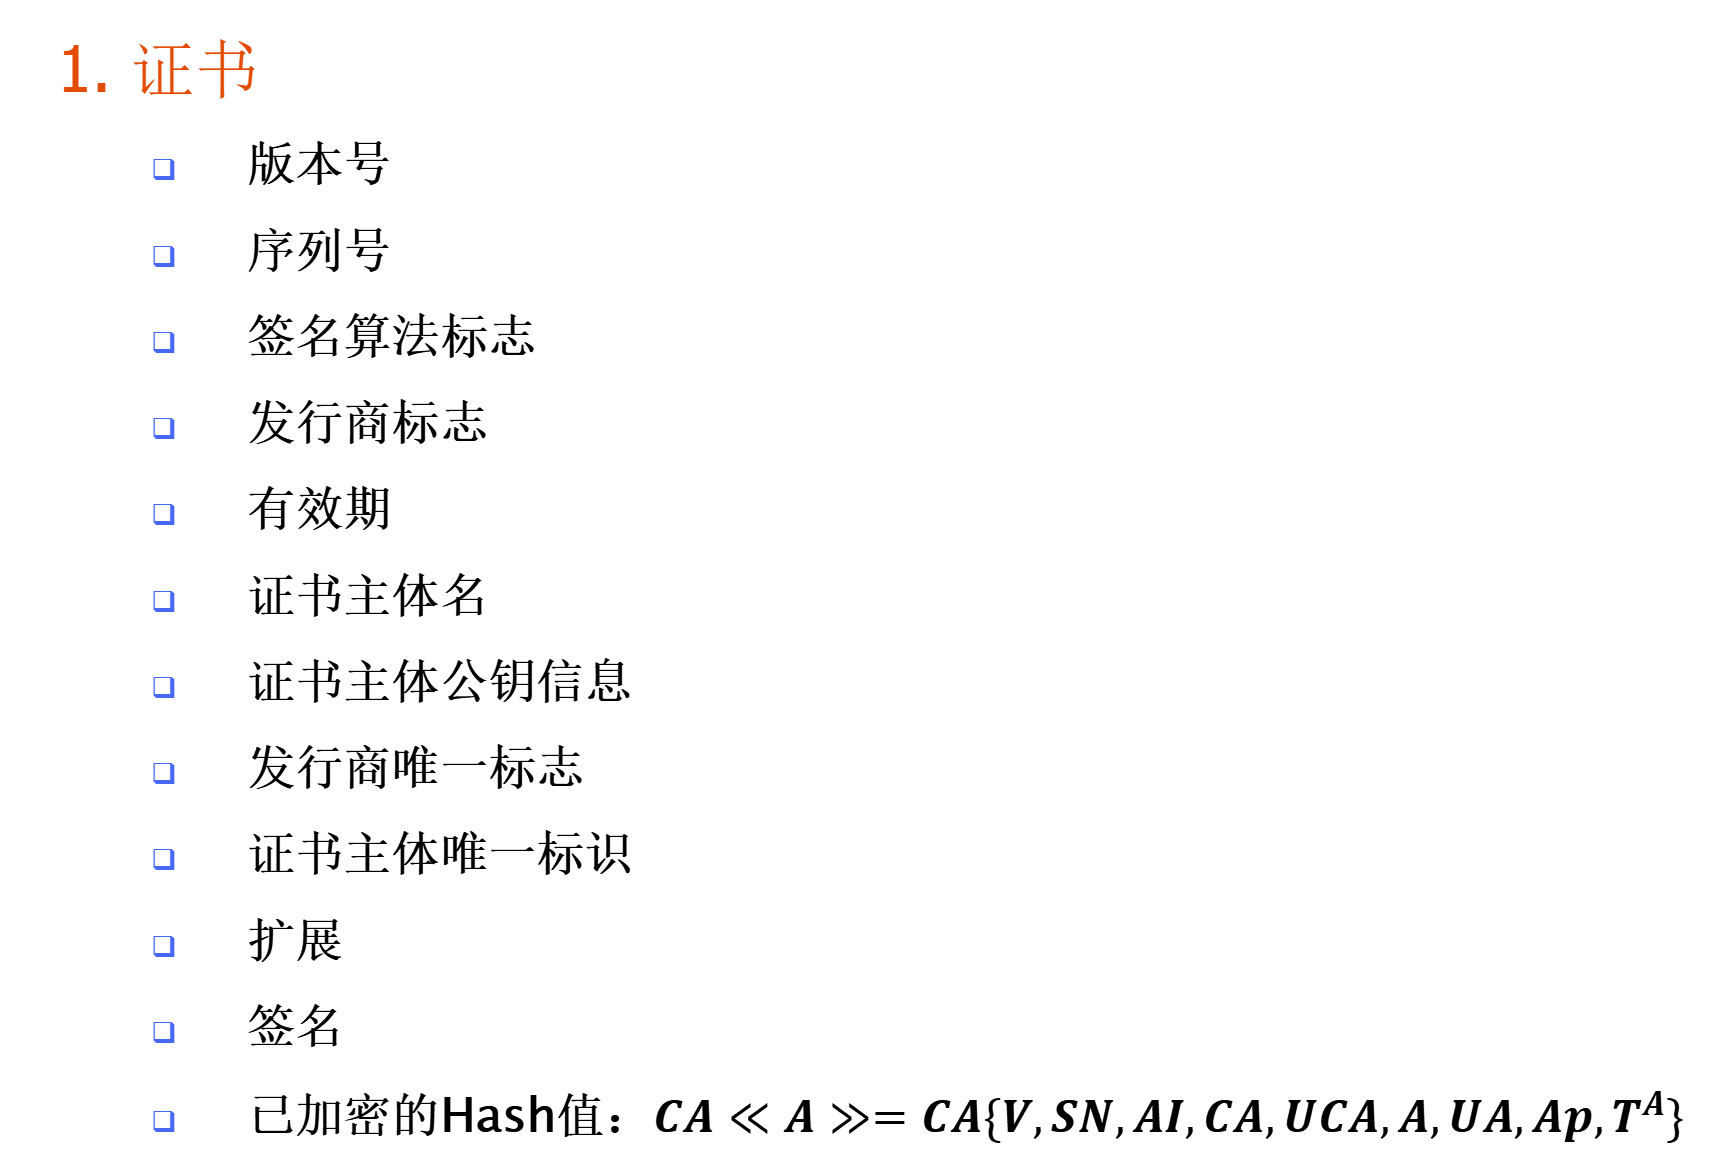 1. 证书
版本号
序列号
签名算法标志
发行商标志
有效期
证书主体名
证书主体公钥信息
发行商唯一标志
证书主体唯一标识
扩展
签名
已加密的Hash值：CA ≪ A ≫= CA{V, SN, AI, CA, UCA, A, UA, Ap, T^A}